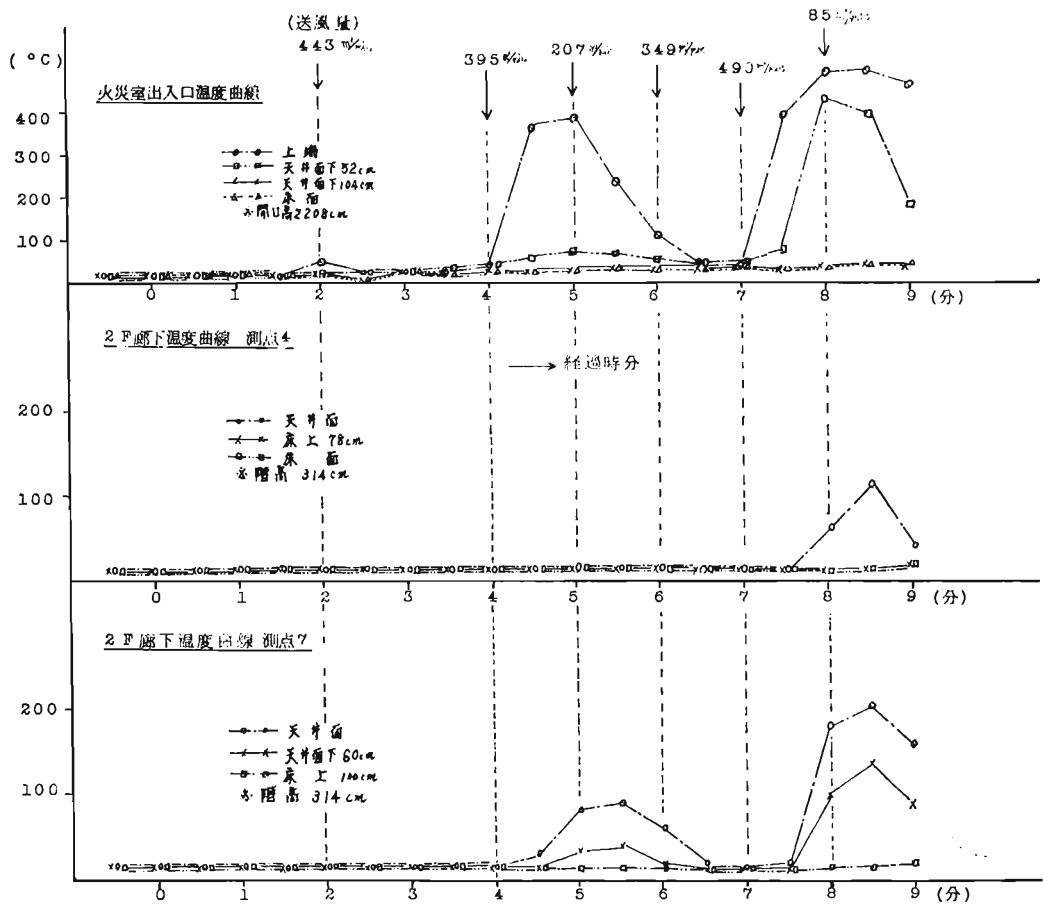 (送風量)
443 m³/min.
395 m³/min.
207 m³/min.
349 m³/min.
490 m³/min.
85 m³/min.
(°C)
火災室出入口温度曲線
400
300
200
100
上端
天井面下52cm
天井面下104cm
床面
※開口高2208cm
0 1 2 3 4 5 6 7 8 9 (分)
2F廊下温度曲線 測点4
経過時分
200
100
天井面
床上78cm
床面
※階高 314cm
0 1 2 3 4 5 6 7 8 9 (分)
2F廊下温度曲線 測点7
200
100
天井面
天井面下60cm
床上100cm
※階高 314cm
0 1 2 3 4 5 6 7 8 9 (分)